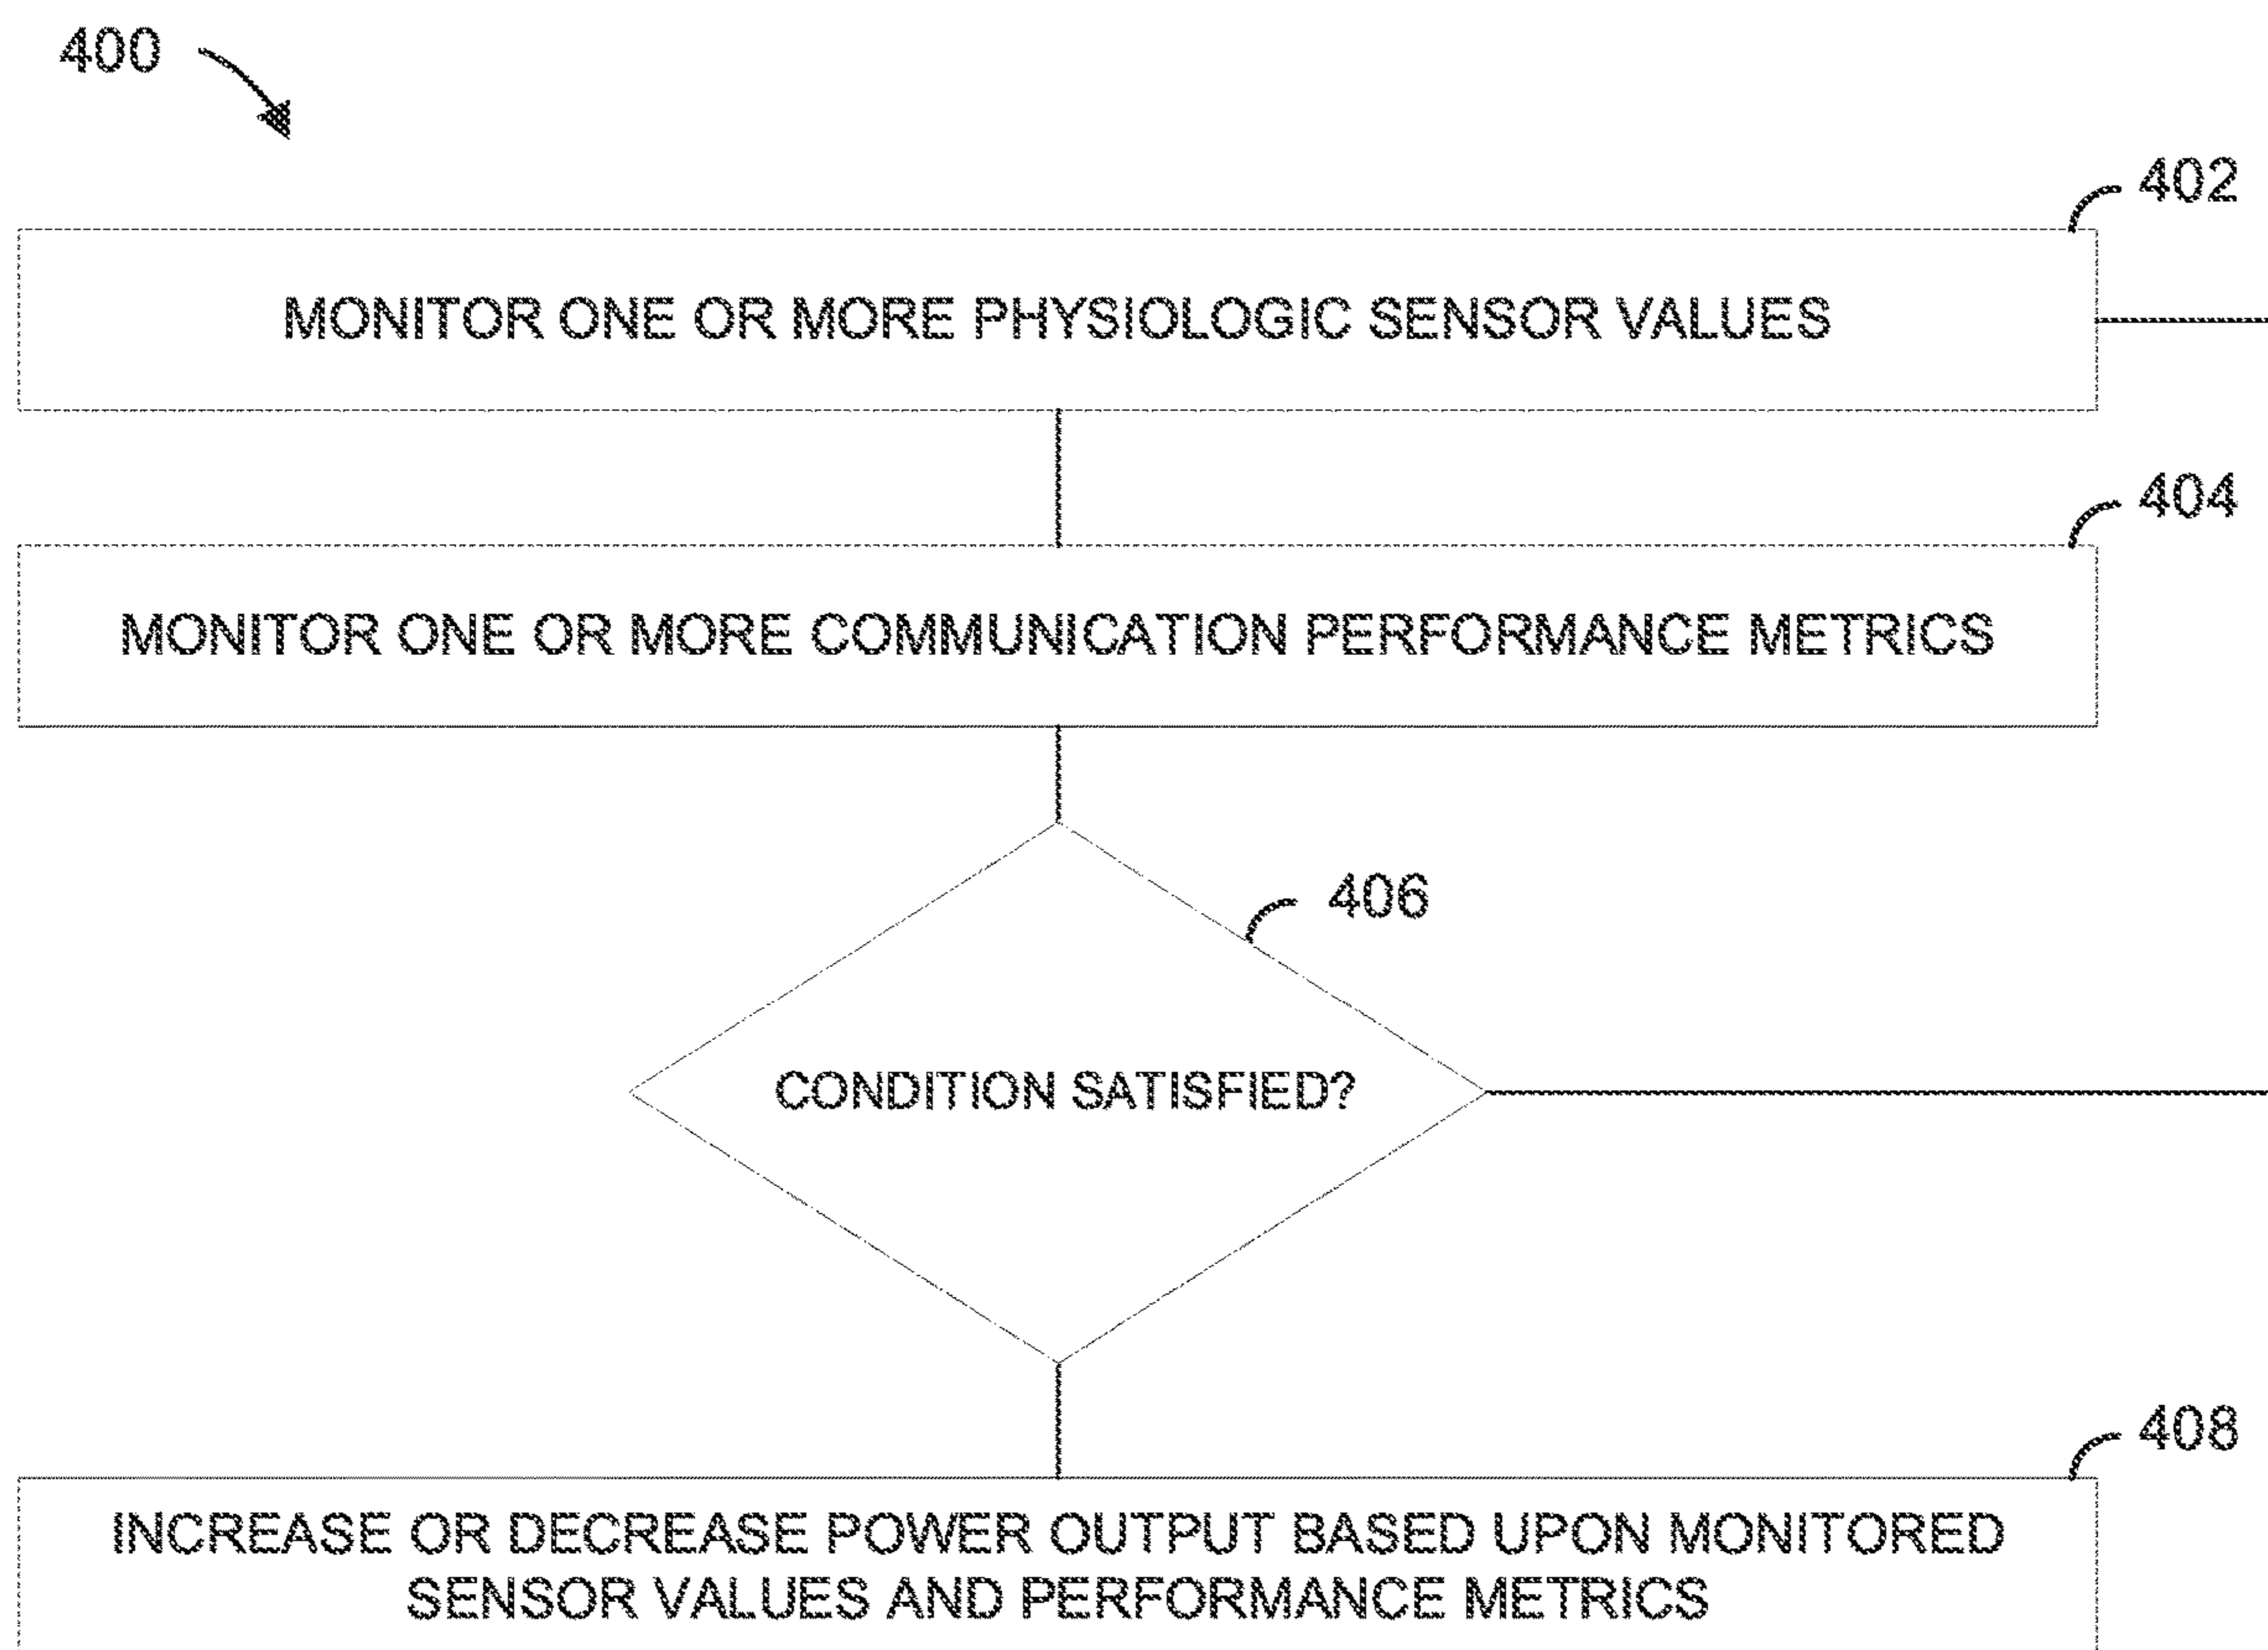 400
402
MONITOR ONE OR MORE PHYSIOLOGIC SENSOR VALUES
404
MONITOR ONE OR MORE COMMUNICATION PERFORMANCE METRICS
406
CONDITION SATISFIED?
408
INCREASE OR DECREASE POWER OUTPUT BASED UPON MONITORED
SENSOR VALUES AND PERFORMANCE METRICS